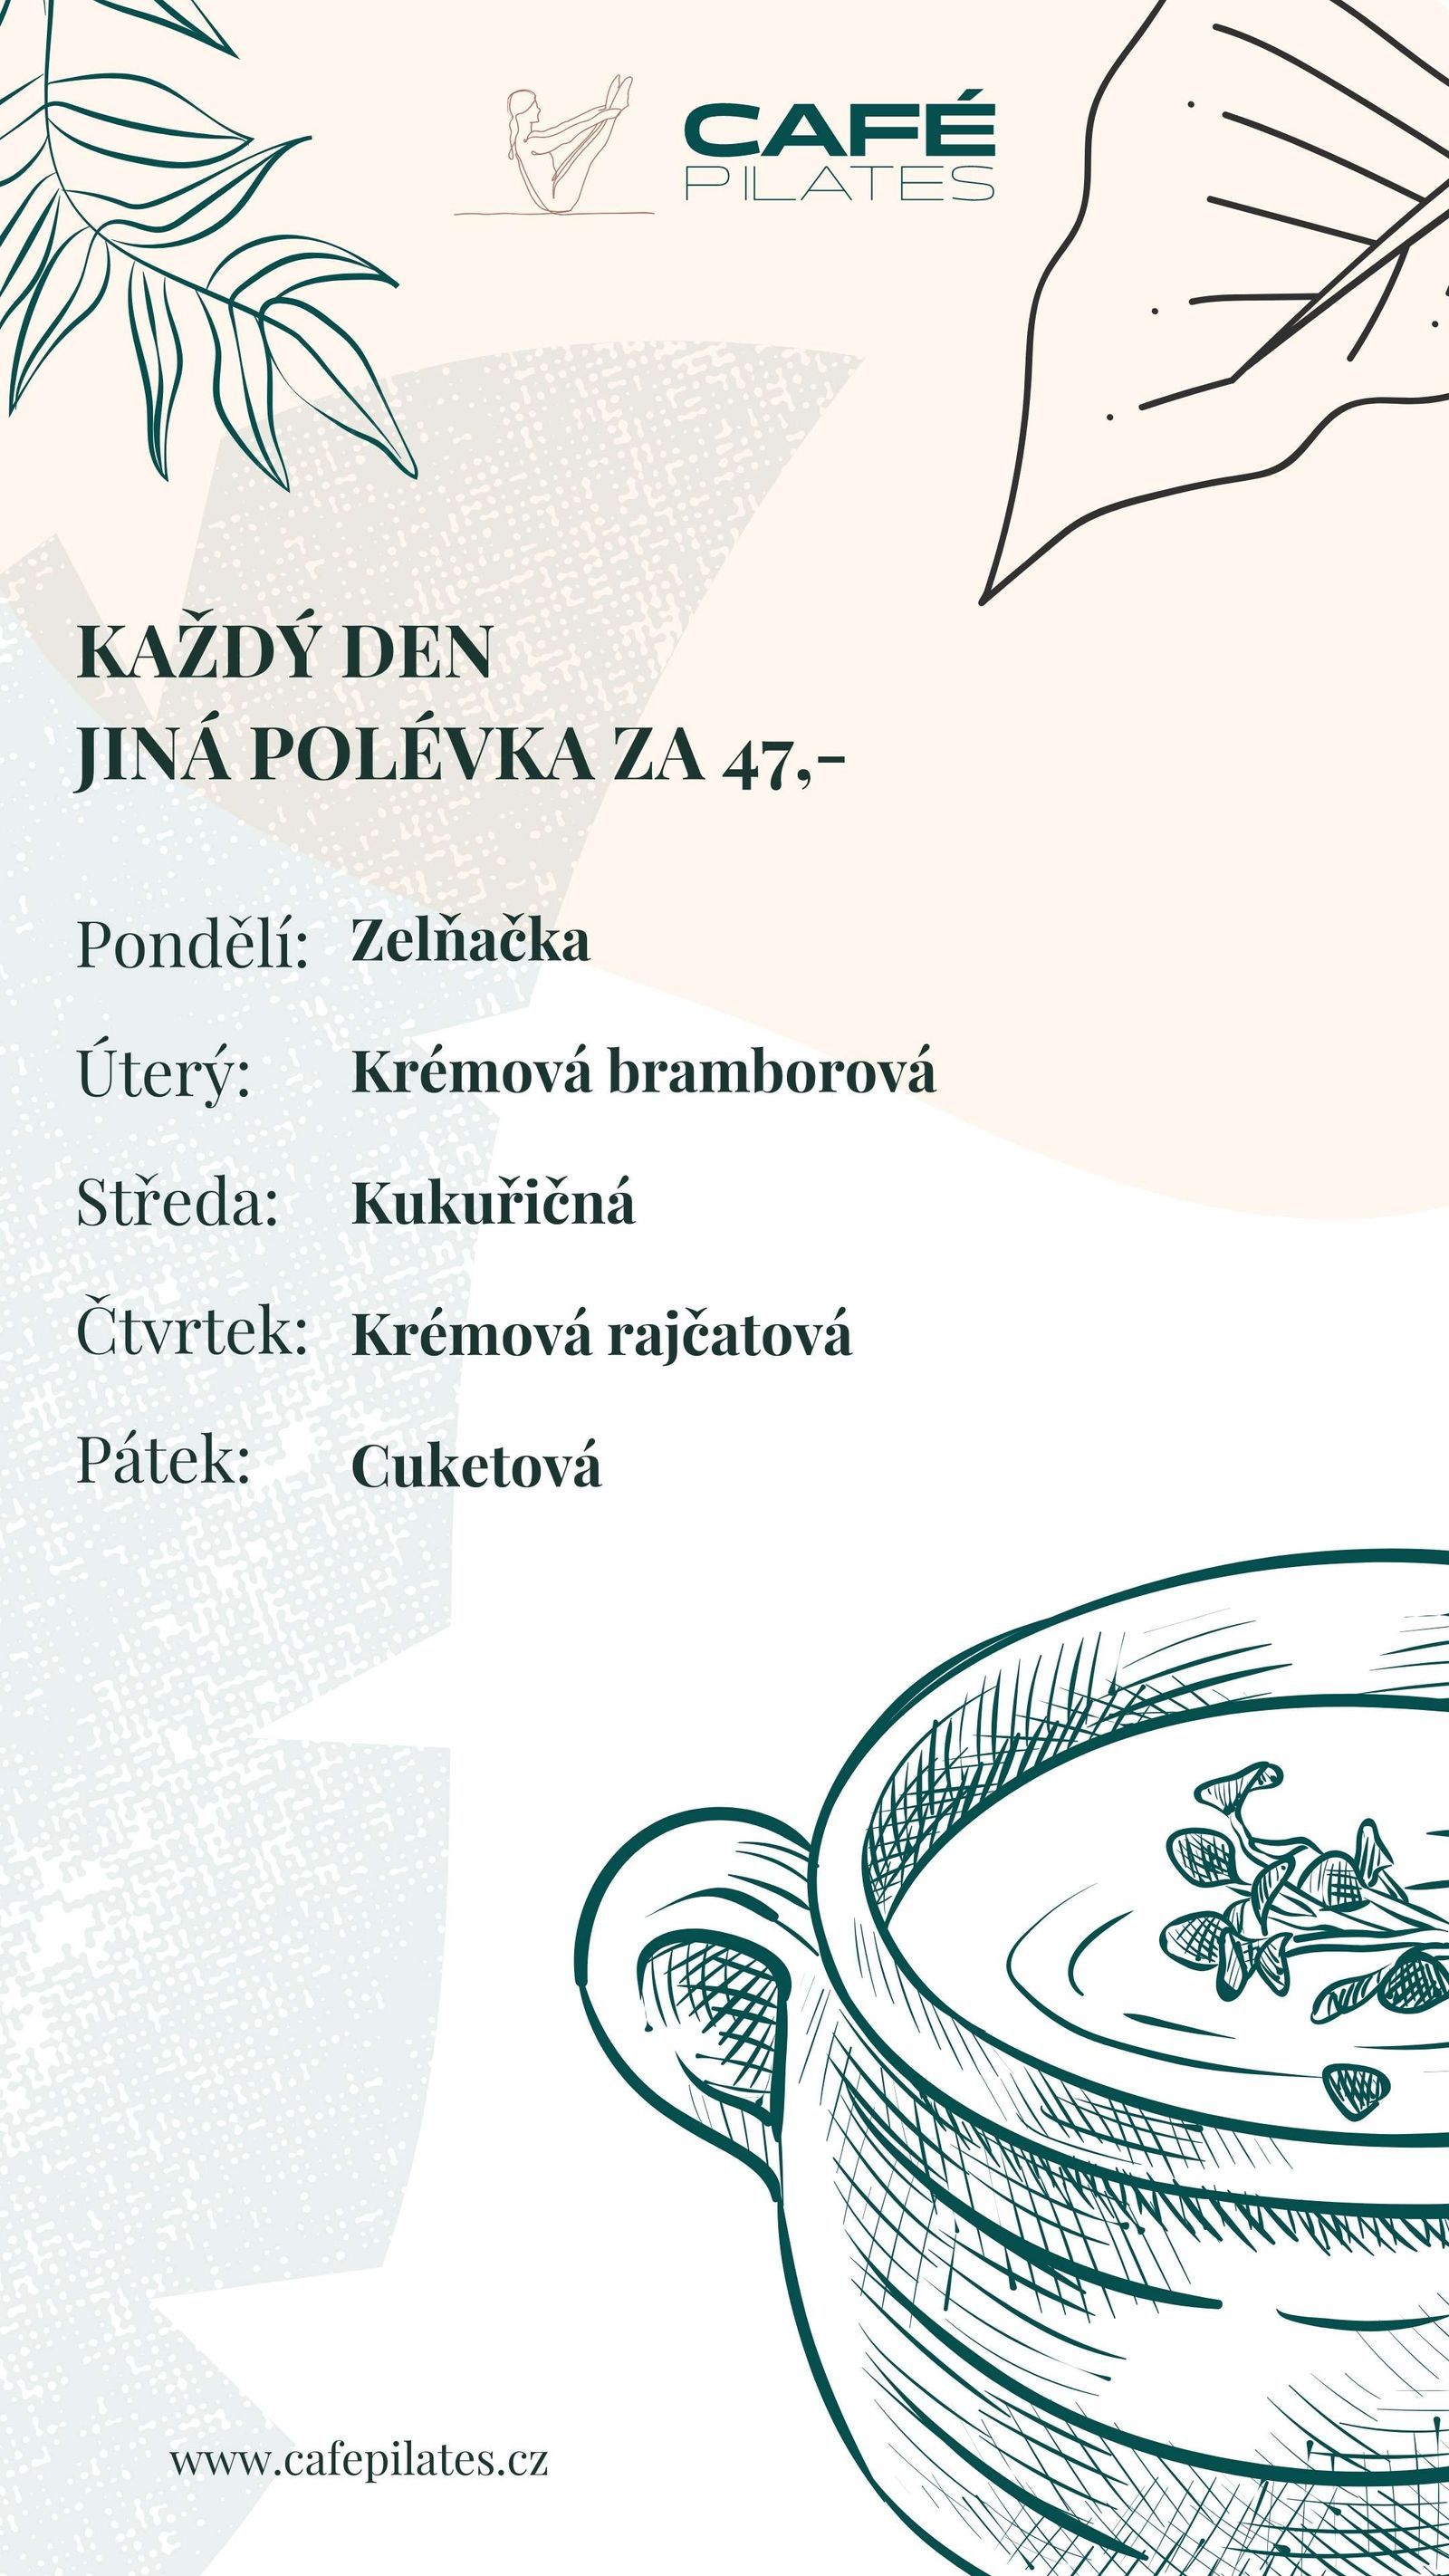 CAFÉ
PILATES
KAŽDÝ DEN
JINÁ POLÉVKA ZA 47,-
Pondělí: Zelňačka
Úterý: Krémová bramborová
Středa: Kukuřičná
Čtvrtek: Krémová rajčatová
Pátek: Cuketová
www.cafepilates.cz